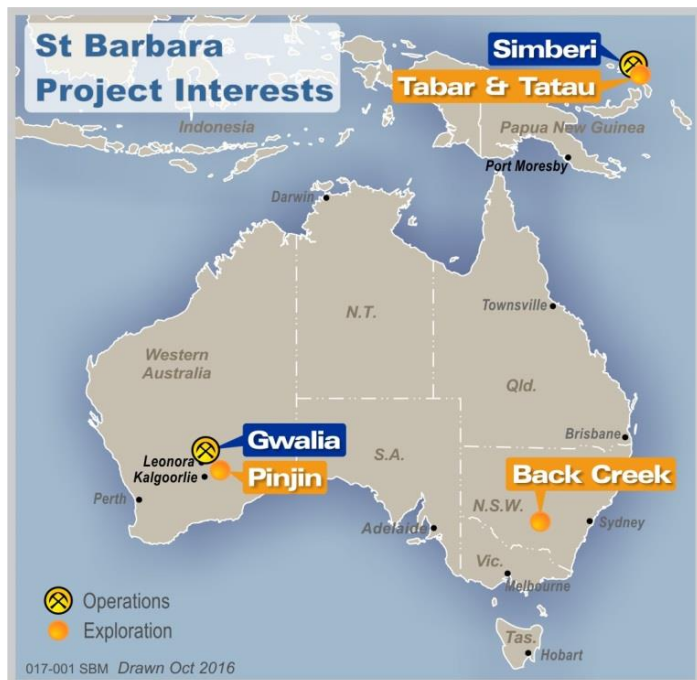 St Barbara
Project Interests
Simberi
Tabar & Tatau
Indonesia
Papua New Guinea
Port Moresby
Darwin
Townsville
N.T.
Western
Australia
Qld.
Brisbane
Gwalia
Leonora
Kalgoorlie
Pinjin
S.A.
Back Creek
Perth
N.S.W.
Sydney
Adelaide
Vic.
Melbourne
Operations
Exploration
Tas.
Hobart
017-001 SBM Drawn Oct 2016